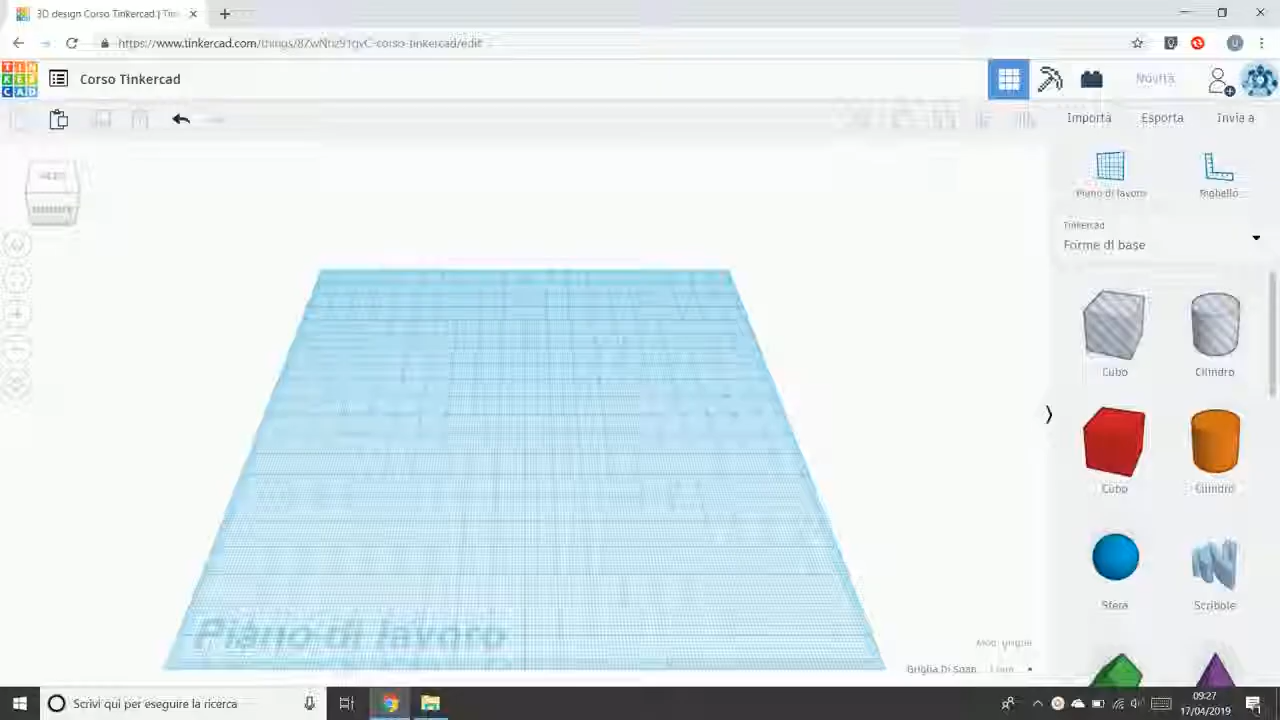 3D design Corso Tinkercad | Tin
https://www.tinkercad.com/things/8ZwNnz91gvC-corso-tinkercad/edit
TIN
KER
CAD
Corso Tinkercad
Novità
Importa
Esporta
Invia a
Piano di lavoro
Righello
Tinkercad
Forme di base
Cubo
Cilindro
Cubo
Cilindro
Sfera
Scribble
Piano di lavoro
Griglia Di Snap
Scrivi qui per eseguire la ricerca
09:27
17/04/2019